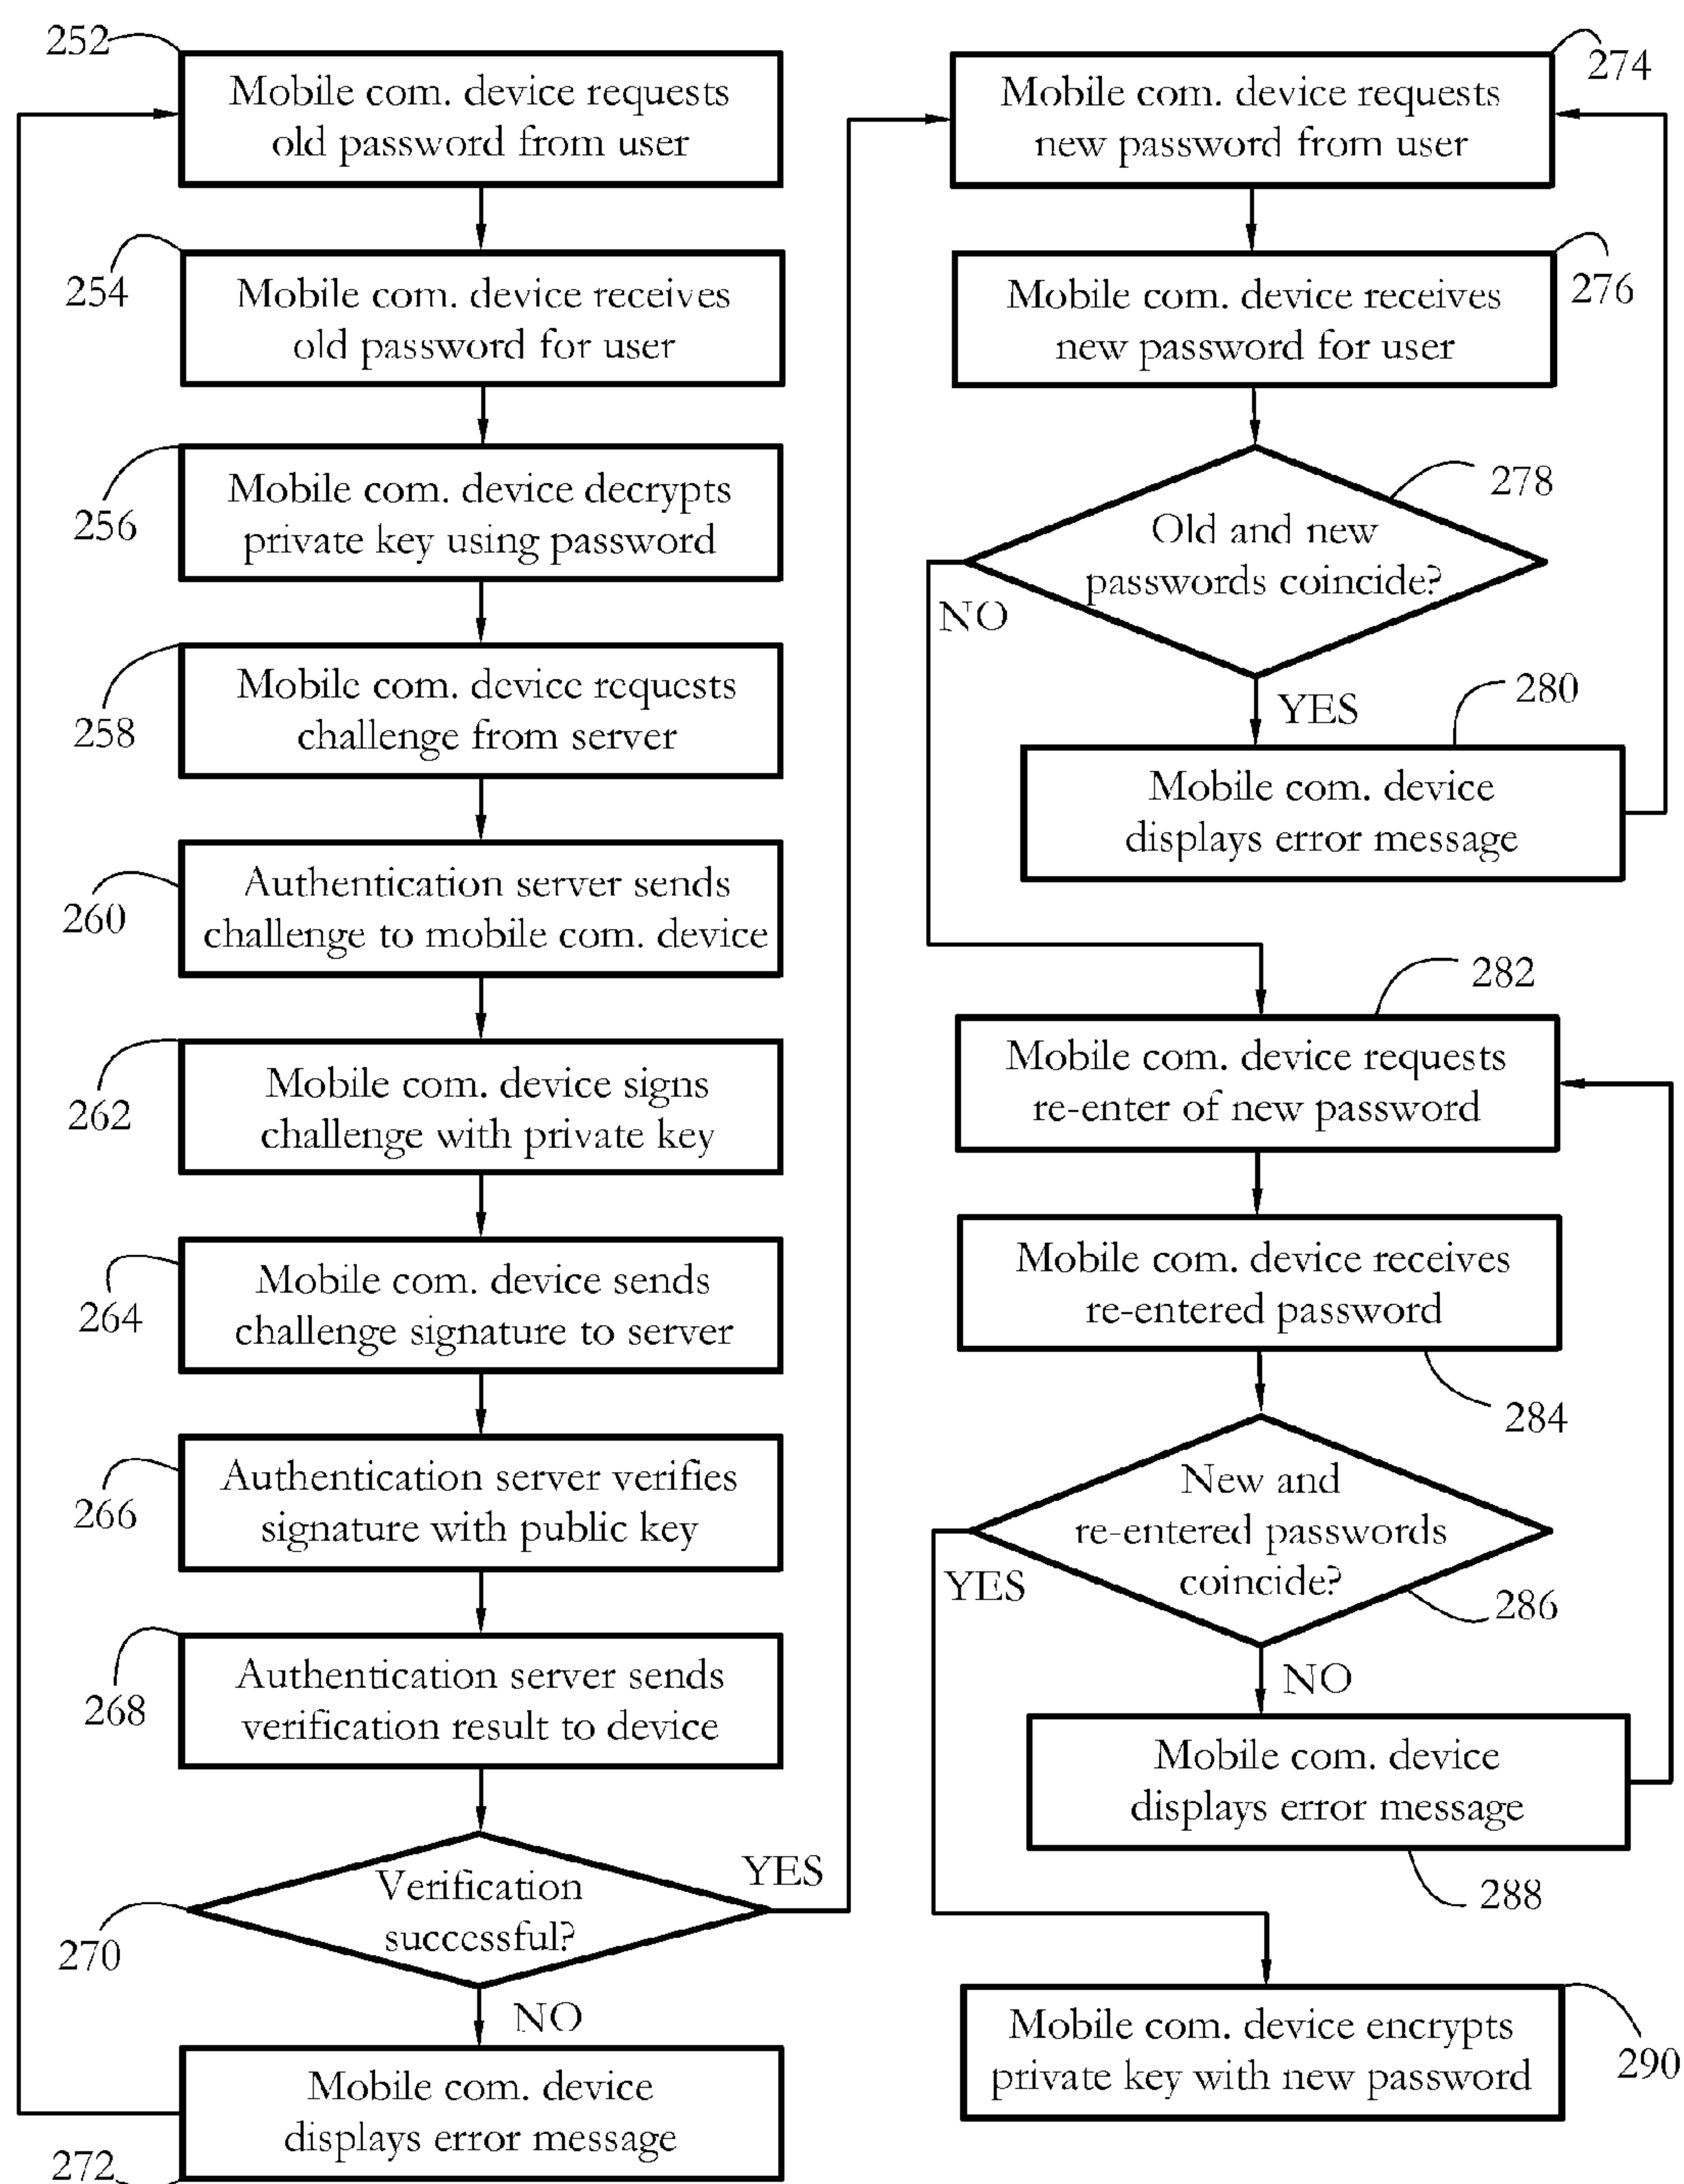 252
Mobile com. device requests
old password from user
254
Mobile com. device receives
old password for user
256
Mobile com. device decrypts
private key using password
258
Mobile com. device requests
challenge from server
260
Authentication server sends
challenge to mobile com. device
262
Mobile com. device signs
challenge with private key
264
Mobile com. device sends
challenge signature to server
266
Authentication server verifies
signature with public key
268
Authentication server sends
verification result to device
270
Verification
successful?
YES
NO
Mobile com. device
displays error message
272
274
Mobile com. device requests
new password from user
276
Mobile com. device receives
new password for user
278
Old and new
passwords coincide?
NO
YES
280
Mobile com. device
displays error message
282
Mobile com. device requests
re-enter of new password
Mobile com. device receives
re-entered password
284
New and
re-entered passwords
coincide?
YES
286
NO
Mobile com. device
displays error message
288
Mobile com. device encrypts
private key with new password
290